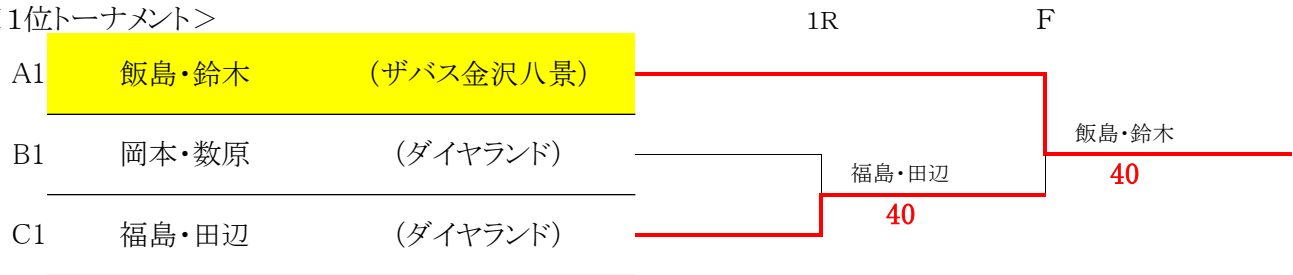 1位トーナメント＞ 1R F
A1 飯島・鈴木 (ザバス金沢八景)
飯島・鈴木
B1 岡本・数原 (ダイヤランド)
福島・田辺 40
40
C1 福島・田辺 (ダイヤランド)